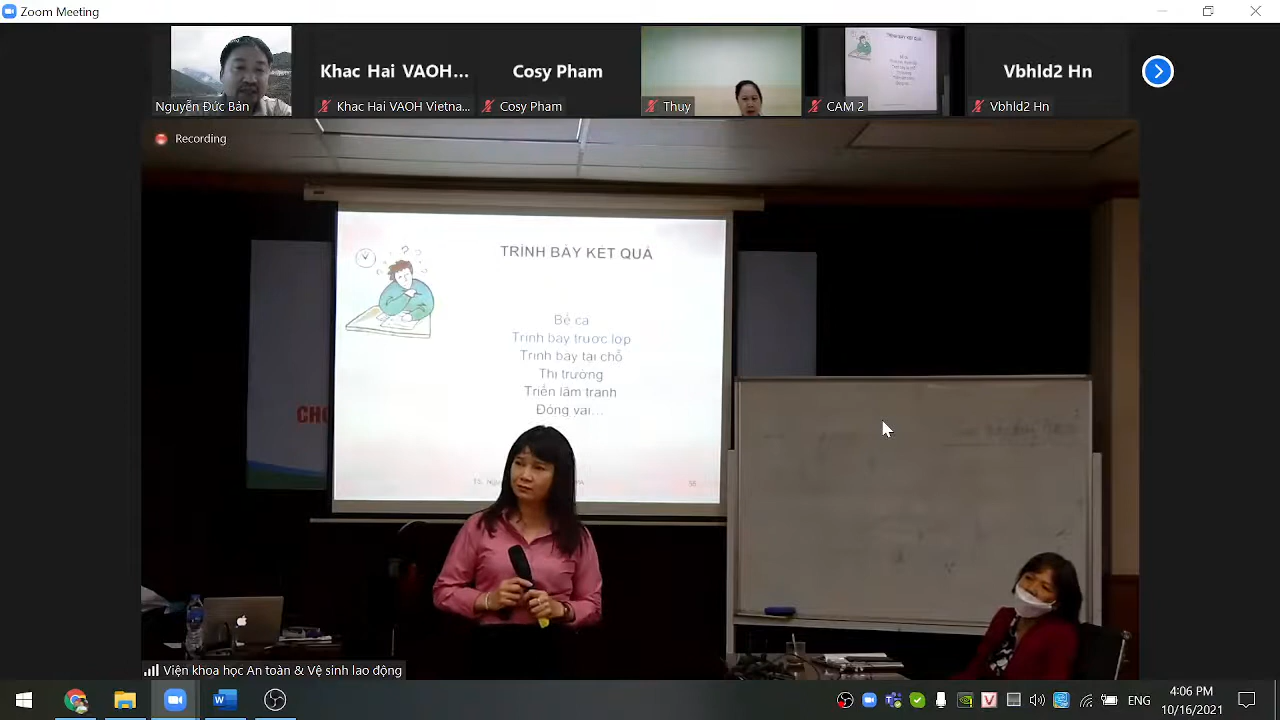 Zoom Meeting
Khac Hai VAOH...
Cosy Pham
Vbhld2 Hn
Nguyễn Đức Bản
Khac Hai VAOH Vietna...
Cosy Pham
Thuy
CAM 2
Vbhld2 Hn
Recording
TRÌNH BÀY KẾT QUẢ
Bể cá
Trình bày trước lớp
Trình bày tại chỗ
Thị trường
Triển lãm tranh
Đóng vai...
56
Viện khoa học An toàn & Vệ sinh lao động
ENG
4:06 PM
10/16/2021